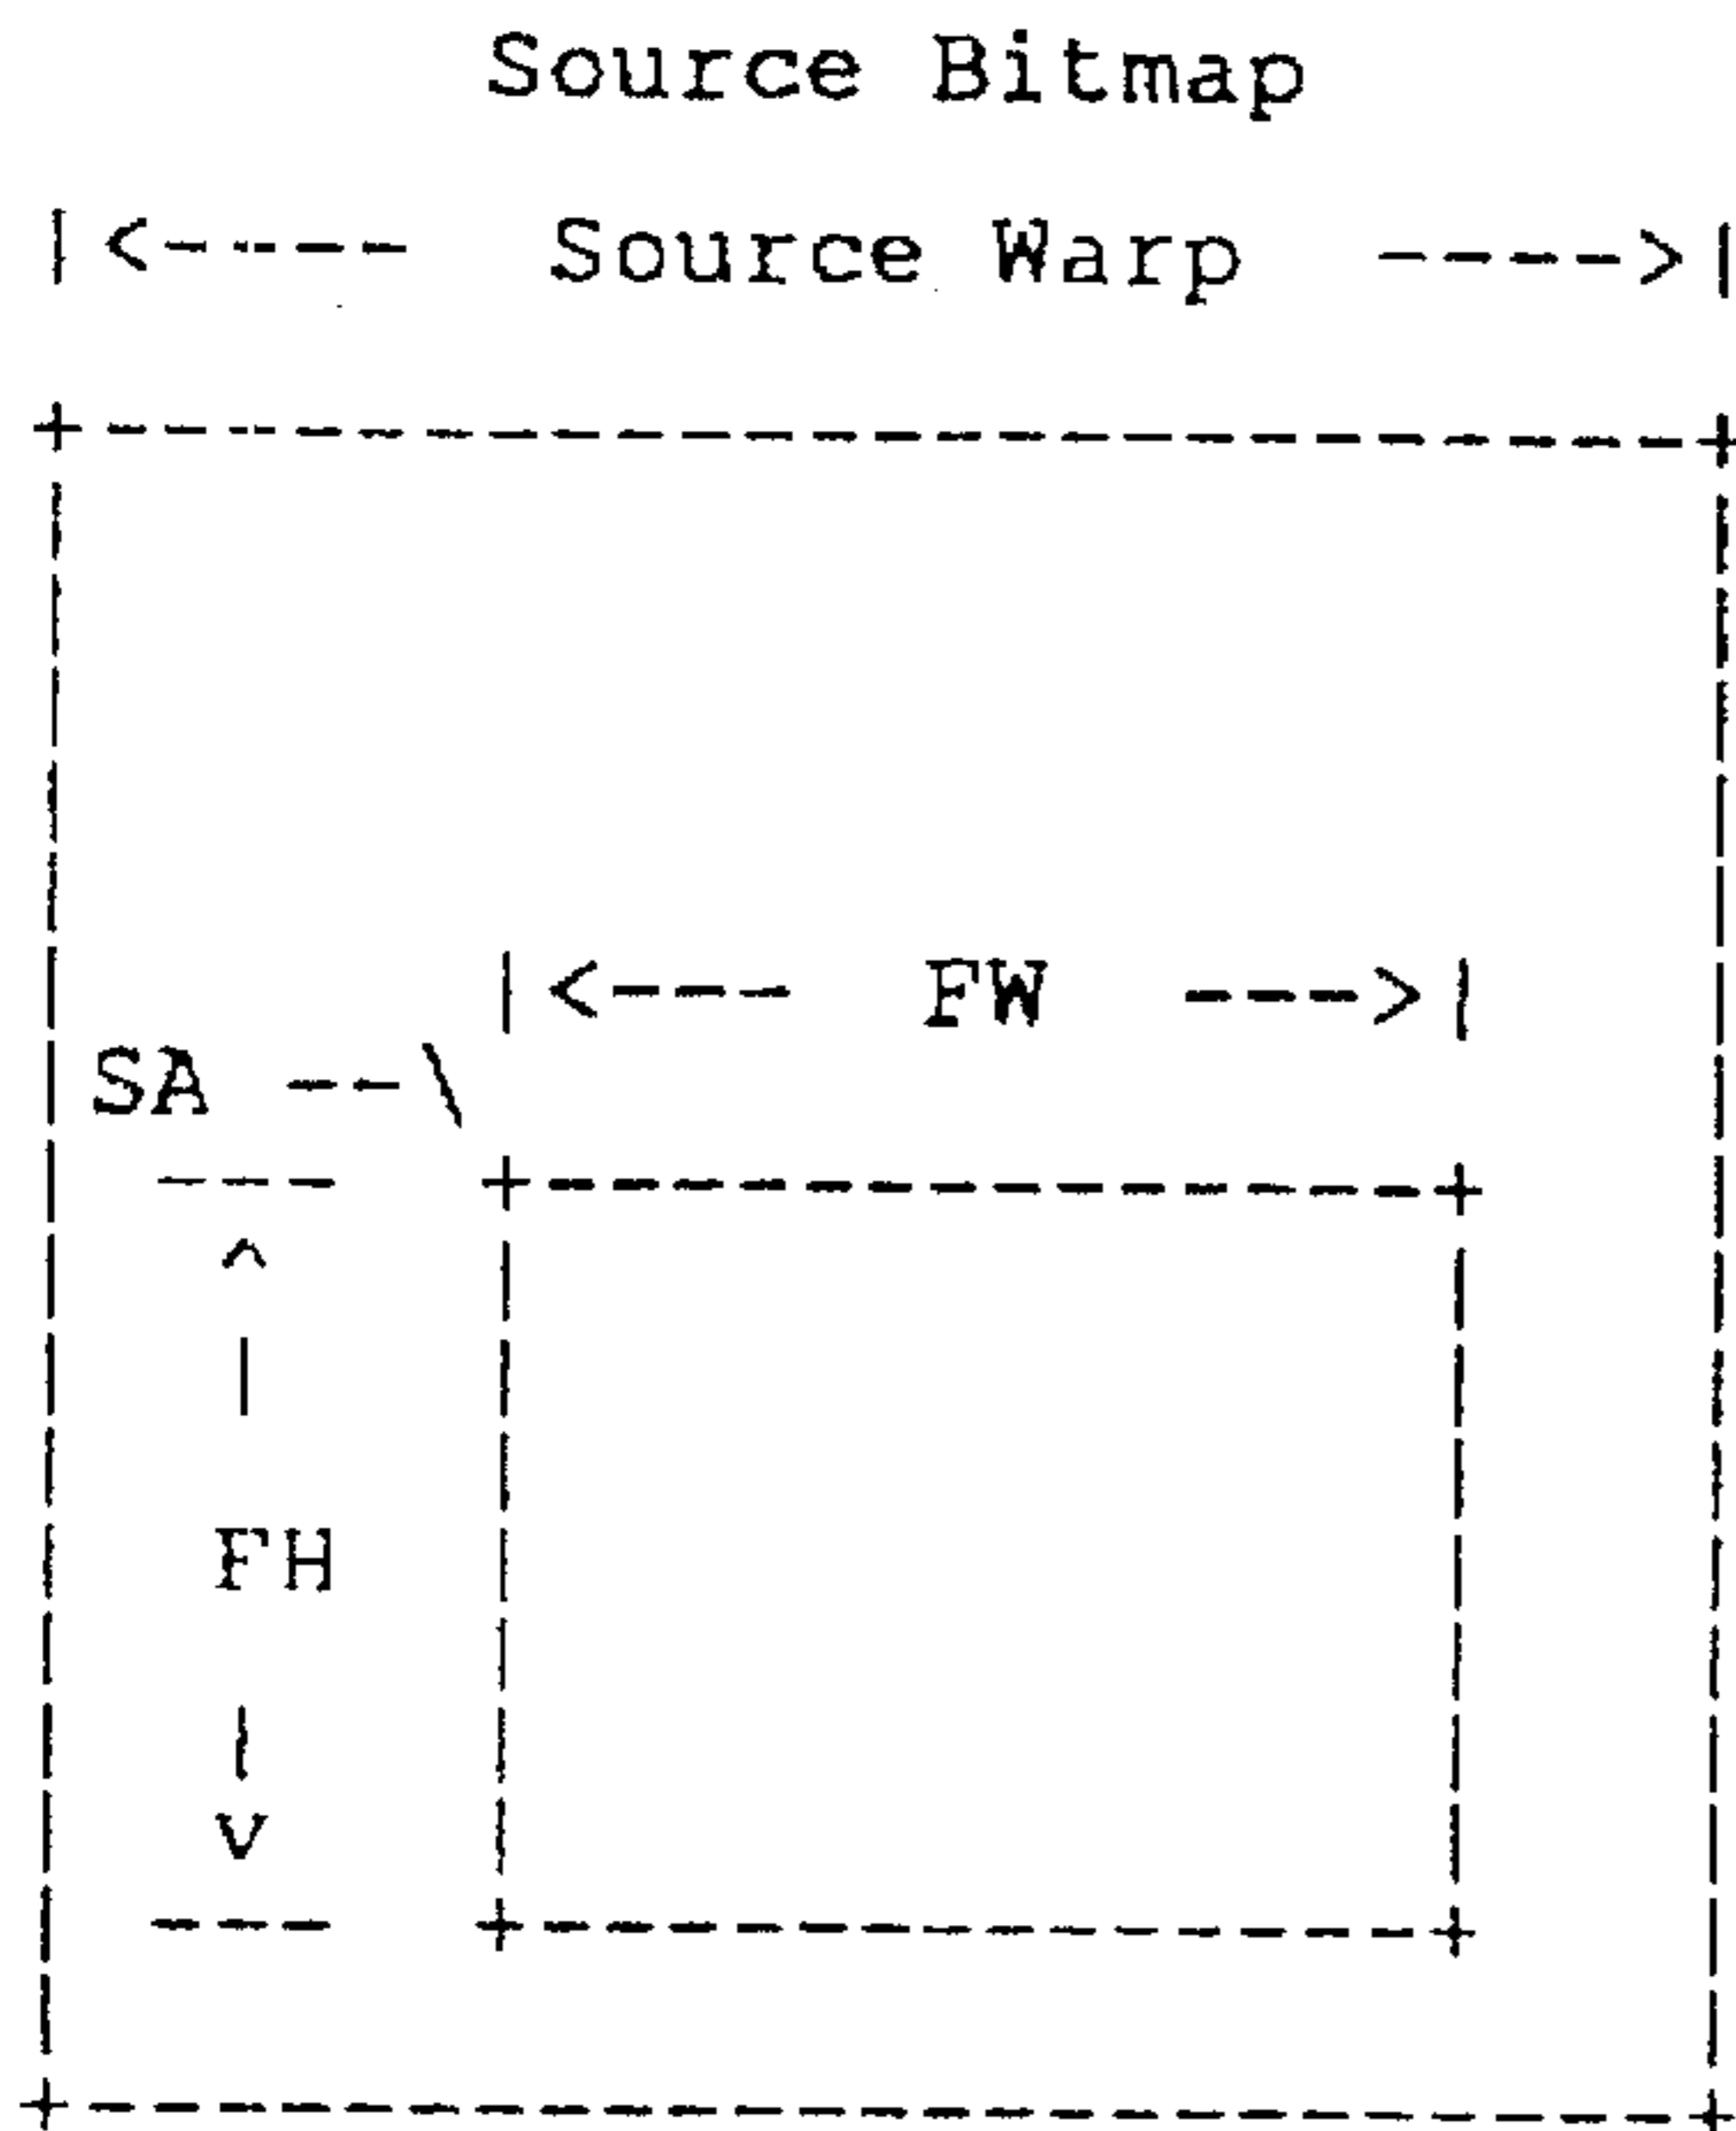 Source Bitmap
|<---- Source Warp ---->|
+--------------------------+
|<--- FW --->|
SA --\
--- +--------------+
^
|
FH
|
v
--- +--------------+
+--------------------------+